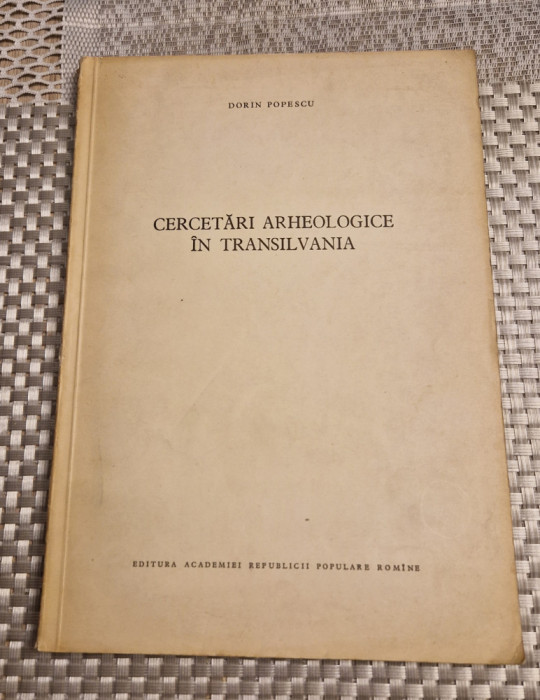 DORIN POPESCU
CERCETĂRI ARHEOLOGICE
ÎN TRANSILVANIA
EDITURA ACADEMIEI REPUBLICII POPULARE ROMÎNE